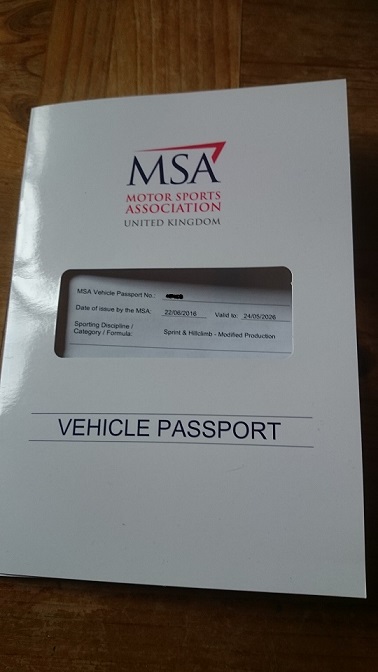 MSA
MOTOR SPORTS
ASSOCIATION
UNITED KINGDOM
MSA Vehicle Passport No.:
Date of issue by the MSA: 22/06/2016 Valid to: 24/05/2026
Sporting Discipline / Category / Formula: Sprint & Hillclimb - Modified Production
VEHICLE PASSPORT